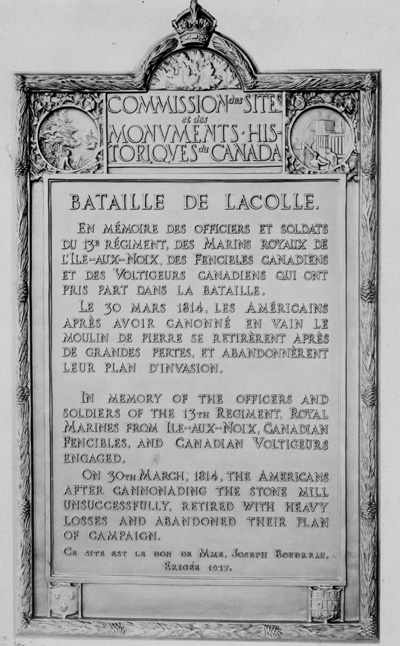 COMMISSION des SITES
et des
MONVMENTS·HIS-
TORIQVES du CANADA
BATAILLE DE LACOLLE.
EN MÉMOIRE DES OFFICIERS ET SOLDATS
DU 13E RÉGIMENT, DES MARINS ROYAUX DE
L'ILE-AUX-NOIX, DES FENCIBLES CANADIENS
ET DES VOLTIGEURS CANADIENS QUI ONT
PRIS PART DANS LA BATAILLE.
LE 30 MARS 1814, LES AMÉRICAINS
APRÈS AVOIR CANONNÉ EN VAIN LE
MOULIN DE PIERRE SE RETIRÈRENT APRÈS
DE GRANDES PERTES, ET ABANDONNÈRENT
LEUR PLAN D'INVASION.
IN MEMORY OF THE OFFICERS AND
SOLDIERS OF THE 13TH REGIMENT, ROYAL
MARINES FROM ILE-AUX-NOIX, CANADIAN
FENCIBLES, AND CANADIAN VOLTIGEURS
ENGAGED.
ON 30TH MARCH, 1814, THE AMERICANS
AFTER CANNONADING THE STONE MILL
UNSUCCESSFULLY, RETIRED WITH HEAVY
LOSSES AND ABANDONED THEIR PLAN
OF CAMPAIGN.
CE SITE EST LE DON DE MME. JOSEPH BOUDREAU.
ÉRIGÉE